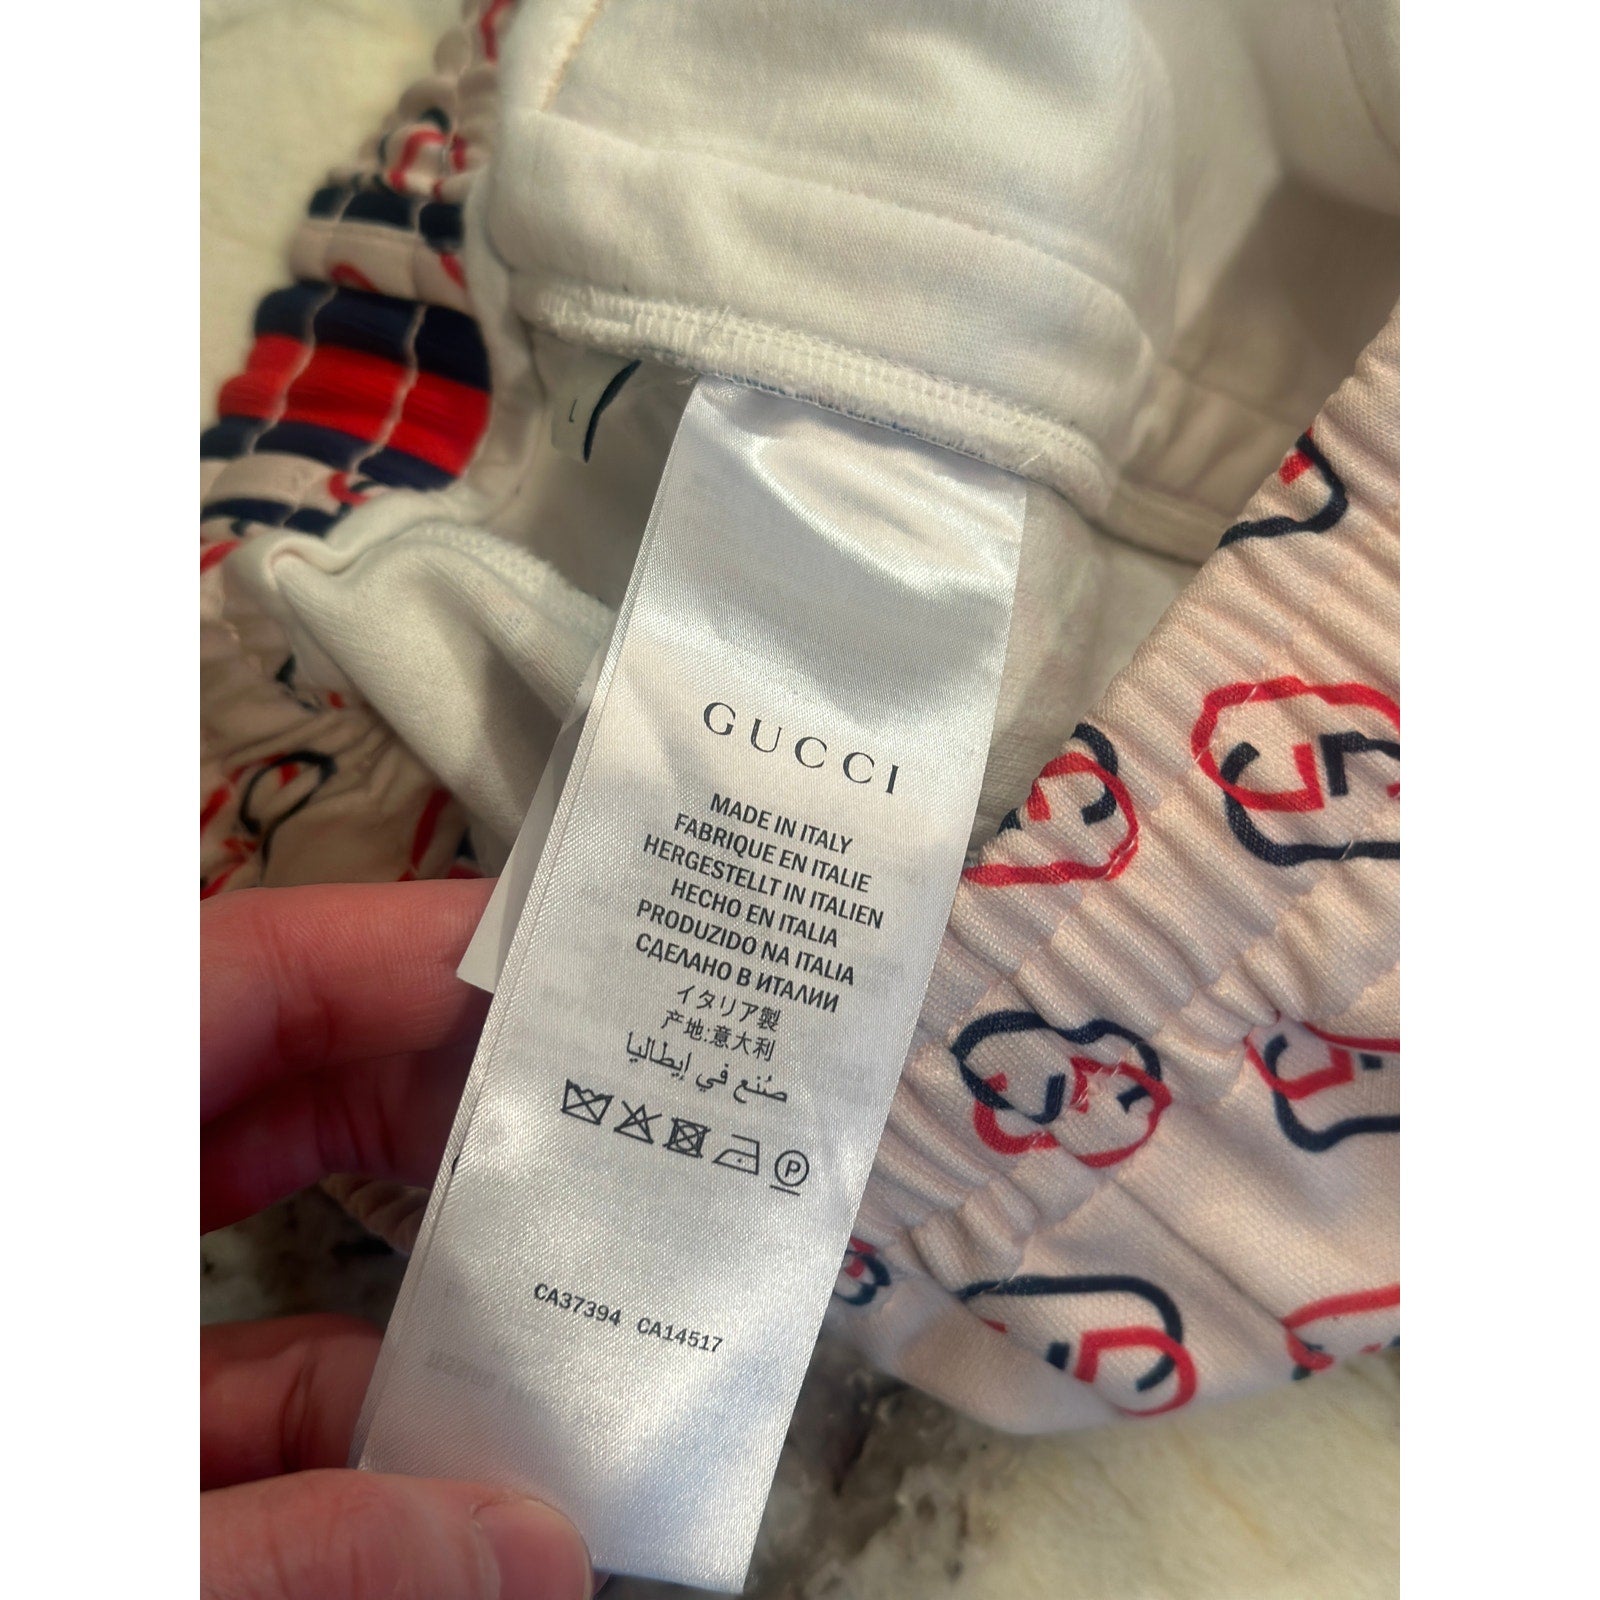 L
GUCCI
MADE IN ITALY
FABRIQUE EN ITALIE
HERGESTELLT IN ITALIEN
HECHO EN ITALIA
PRODUZIDO NA ITALIA
СДЕЛАНО В ИТАЛИИ
イタリア製
产地:意大利
صُنع في إيطاليا
P
CA37394 CA14517